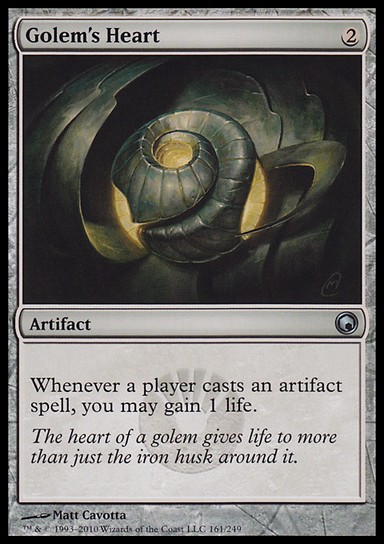 Golem's Heart 2
Artifact
Whenever a player casts an artifact
spell, you may gain 1 life.
The heart of a golem gives life to more
than just the iron husk around it.
Matt Cavotta
™ & © 1993–2010 Wizards of the Coast LLC 161/249